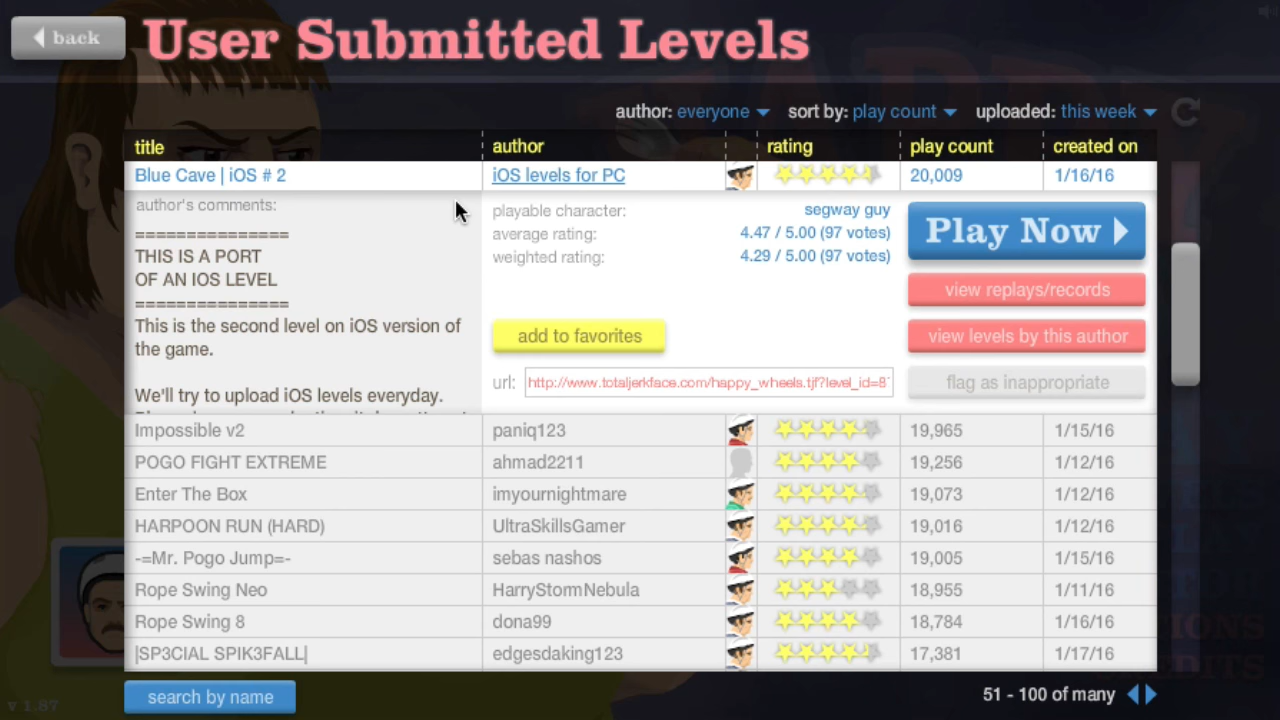 back
User Submitted Levels
author: everyone sort by: play count uploaded: this week
title author rating play count created on
Blue Cave | iOS # 2 iOS levels for PC 20,009 1/16/16
author's comments:
===============
THIS IS A PORT
OF AN IOS LEVEL
===============
This is the second level on iOS version of
the game.
We'll try to upload iOS levels everyday.
playable character: segway guy
average rating: 4.47 / 5.00 (97 votes)
weighted rating: 4.29 / 5.00 (97 votes)
add to favorites
url: http://www.totaljerkface.com/happy_wheels.tjf?level_id=8
Play Now
view replays/records
view levels by this author
flag as inappropriate
Impossible v2 paniq123 19,965 1/15/16
POGO FIGHT EXTREME ahmad2211 19,256 1/12/16
Enter The Box imyournightmare 19,073 1/12/16
HARPOON RUN (HARD) UltraSkillsGamer 19,016 1/12/16
-=Mr. Pogo Jump=- sebas nashos 19,005 1/15/16
Rope Swing Neo HarryStormNebula 18,955 1/11/16
Rope Swing 8 dona99 18,784 1/16/16
|SP3CIAL SPIK3FALL| edgesdaking123 17,381 1/17/16
search by name
51 - 100 of many
v 1.87